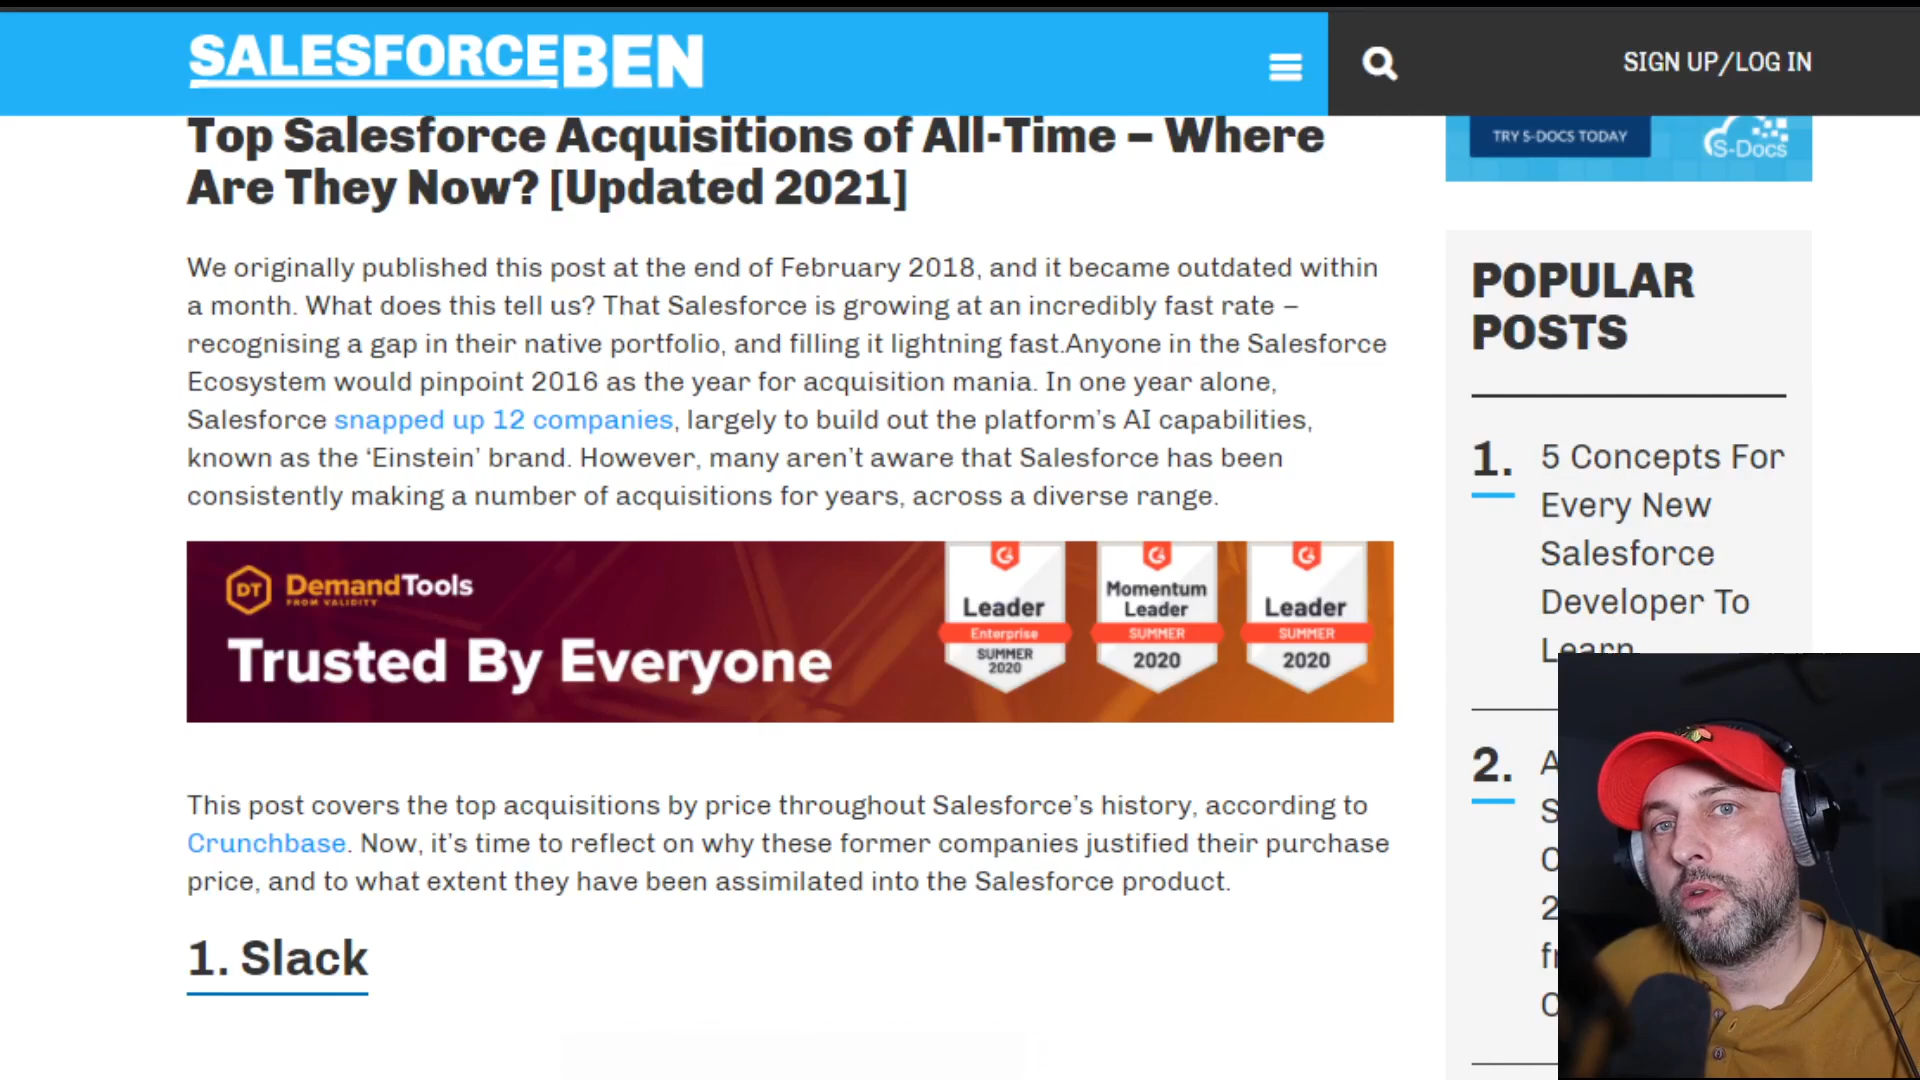 SALESFORCEBEN
SIGN UP/LOG IN
Top Salesforce Acquisitions of All-Time – Where
Are They Now? [Updated 2021]
We originally published this post at the end of February 2018, and it became outdated within
a month. What does this tell us? That Salesforce is growing at an incredibly fast rate –
recognising a gap in their native portfolio, and filling it lightning fast.Anyone in the Salesforce
Ecosystem would pinpoint 2016 as the year for acquisition mania. In one year alone,
Salesforce snapped up 12 companies, largely to build out the platform's AI capabilities,
known as the ‘Einstein’ brand. However, many aren't aware that Salesforce has been
consistently making a number of acquisitions for years, across a diverse range.
DT DemandTools
FROM VALIDITY
Trusted By Everyone
Leader
Enterprise
SUMMER
2020
Momentum
Leader
SUMMER
2020
Leader
SUMMER
2020
This post covers the top acquisitions by price throughout Salesforce's history, according to
Crunchbase. Now, it's time to reflect on why these former companies justified their purchase
price, and to what extent they have been assimilated into the Salesforce product.
1. Slack
TRY S-DOCS TODAY
S-Docs
POPULAR
POSTS
1. 5 Concepts For
Every New
Salesforce
Developer To
Learn
2.